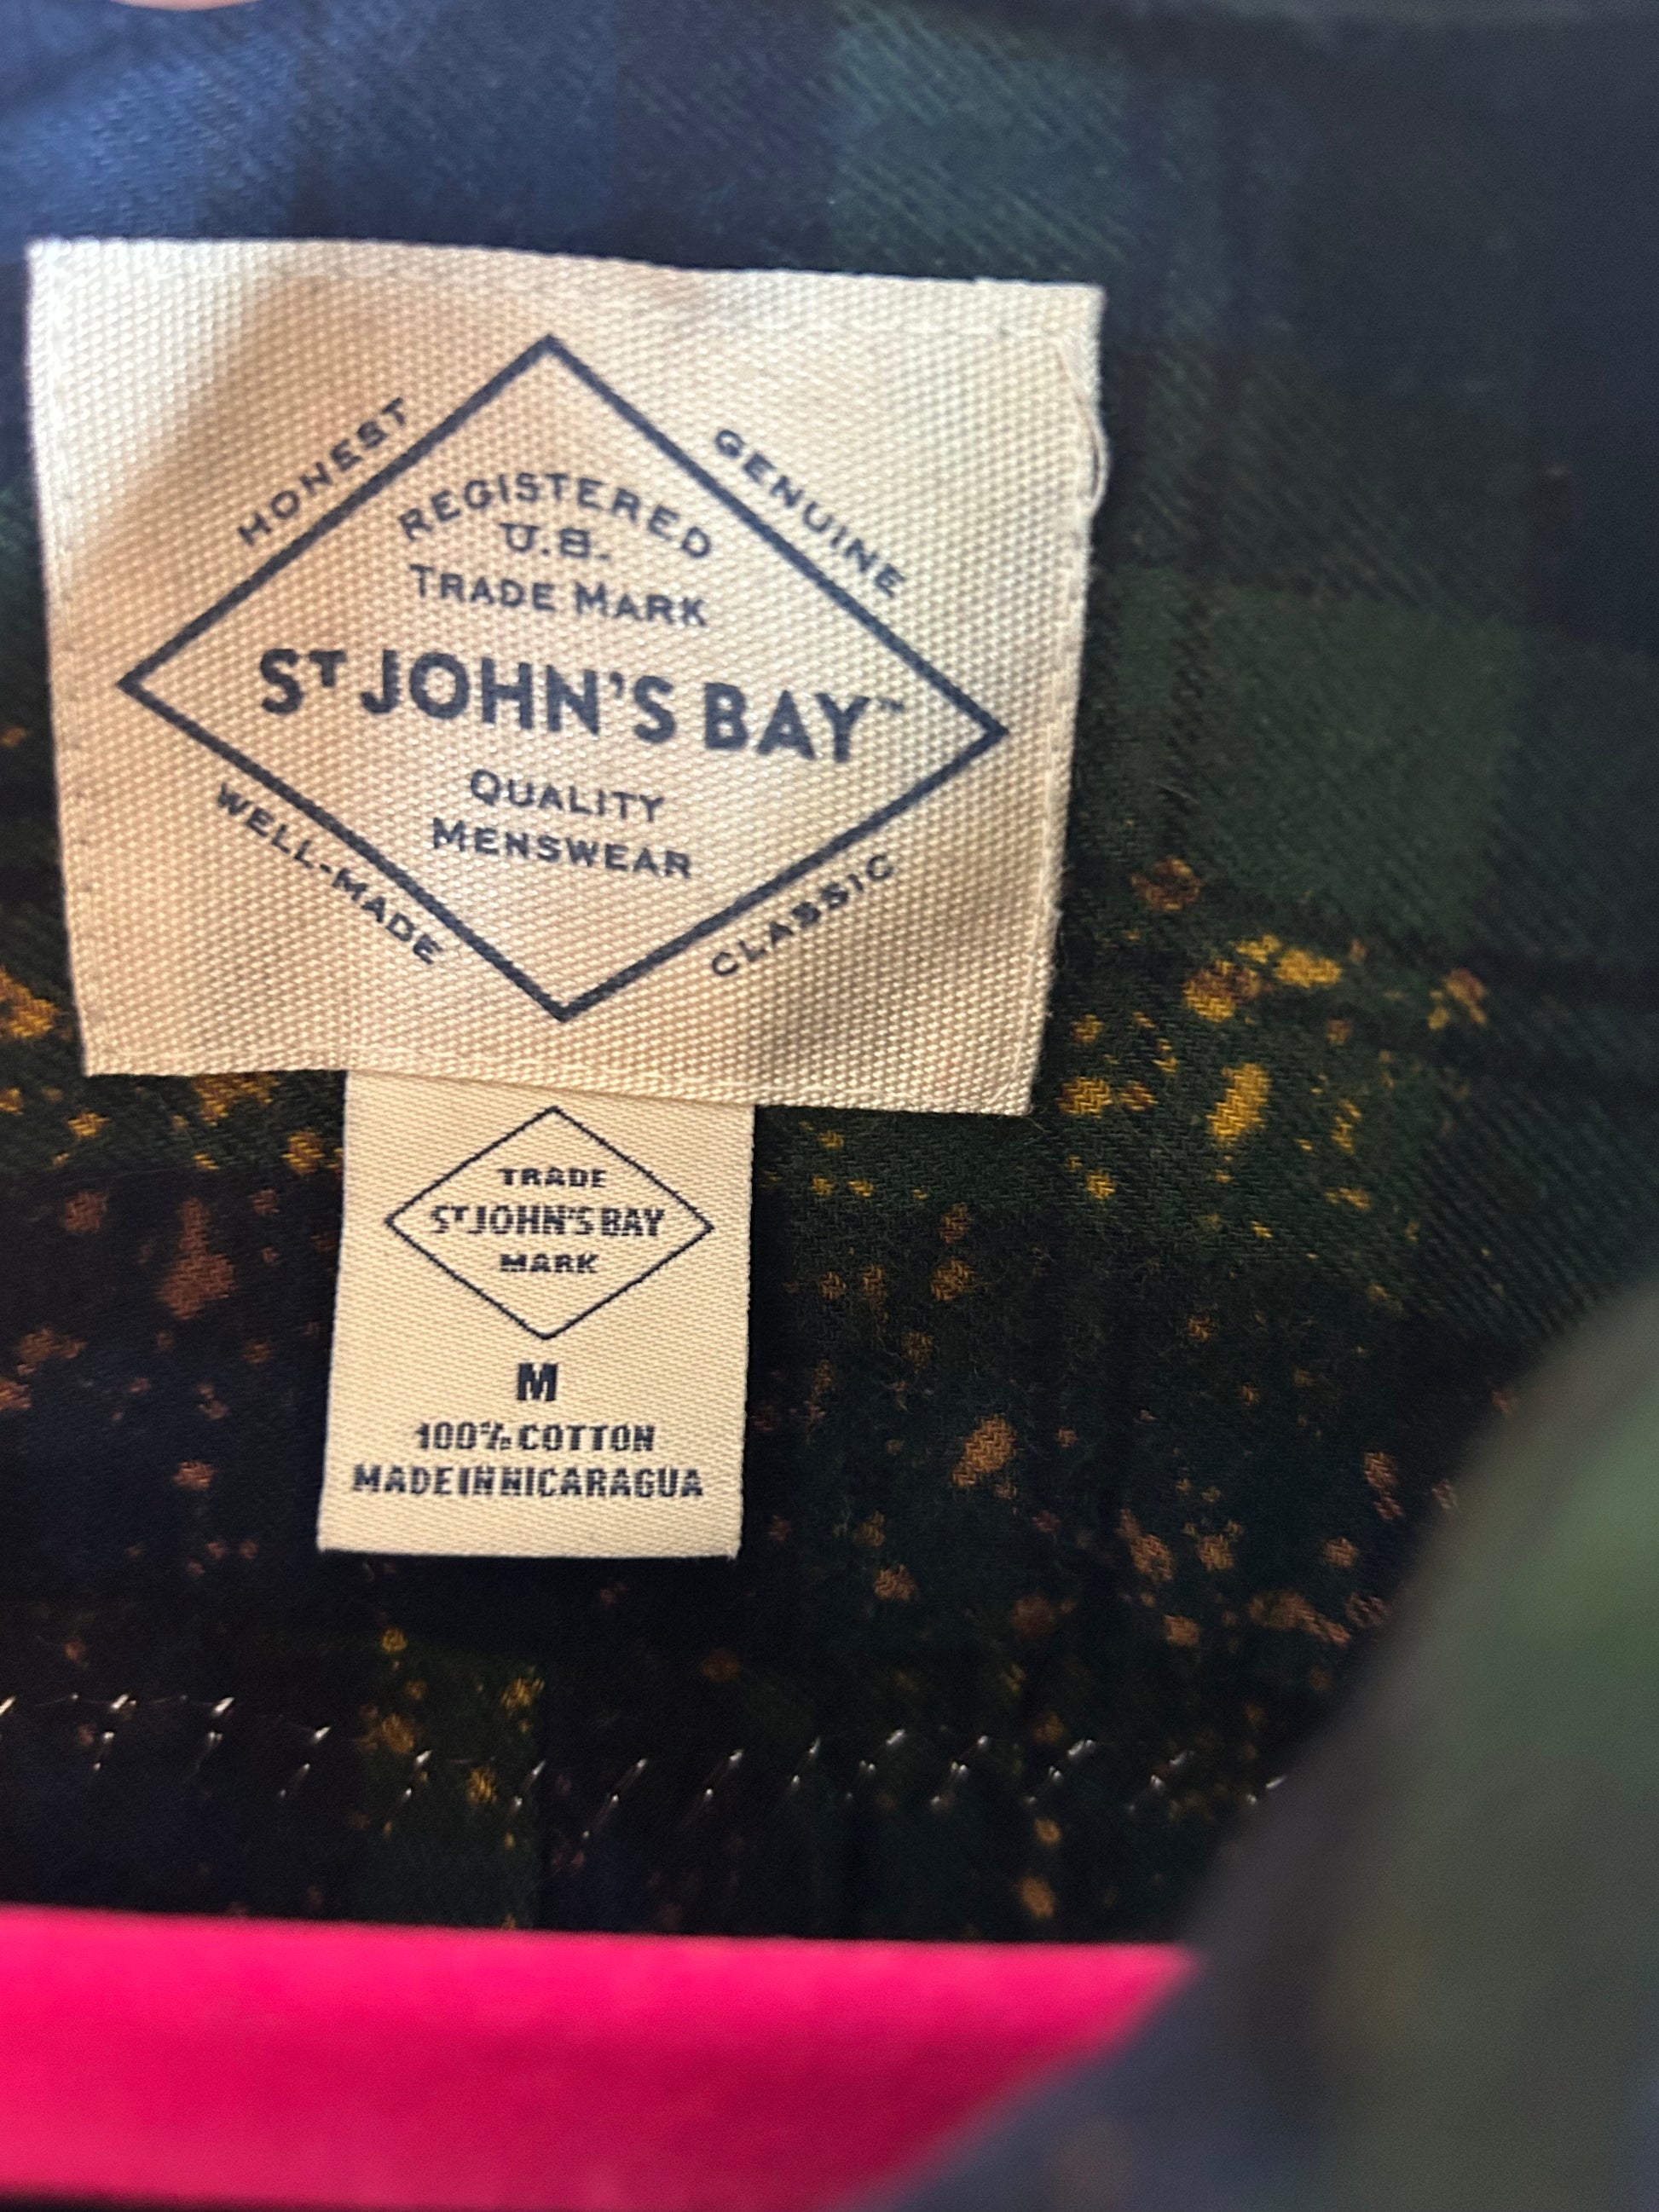 HONEST
GENUINE
REGISTERED
U.S.
TRADE MARK
ST JOHN'S BAY™
QUALITY
MENSWEAR
WELL-MADE
CLASSIC
TRADE
ST JOHN'S BAY
MARK
M
100% COTTON
MADE IN NICARAGUA